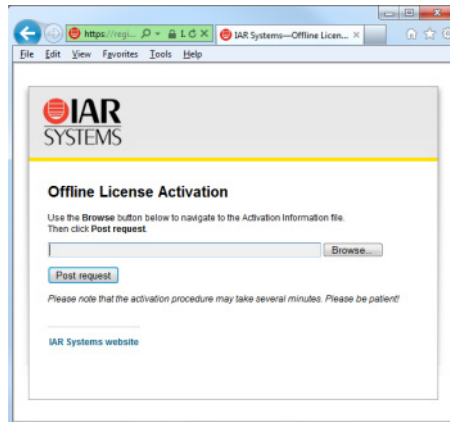 https://regi...
IAR Systems—Offline Licen...
File Edit View Favorites Tools Help
IAR
SYSTEMS
Offline License Activation
Use the Browse button below to navigate to the Activation Information file.
Then click Post request.
Browse...
Post request
Please note that the activation procedure may take several minutes. Please be patient!
IAR Systems website